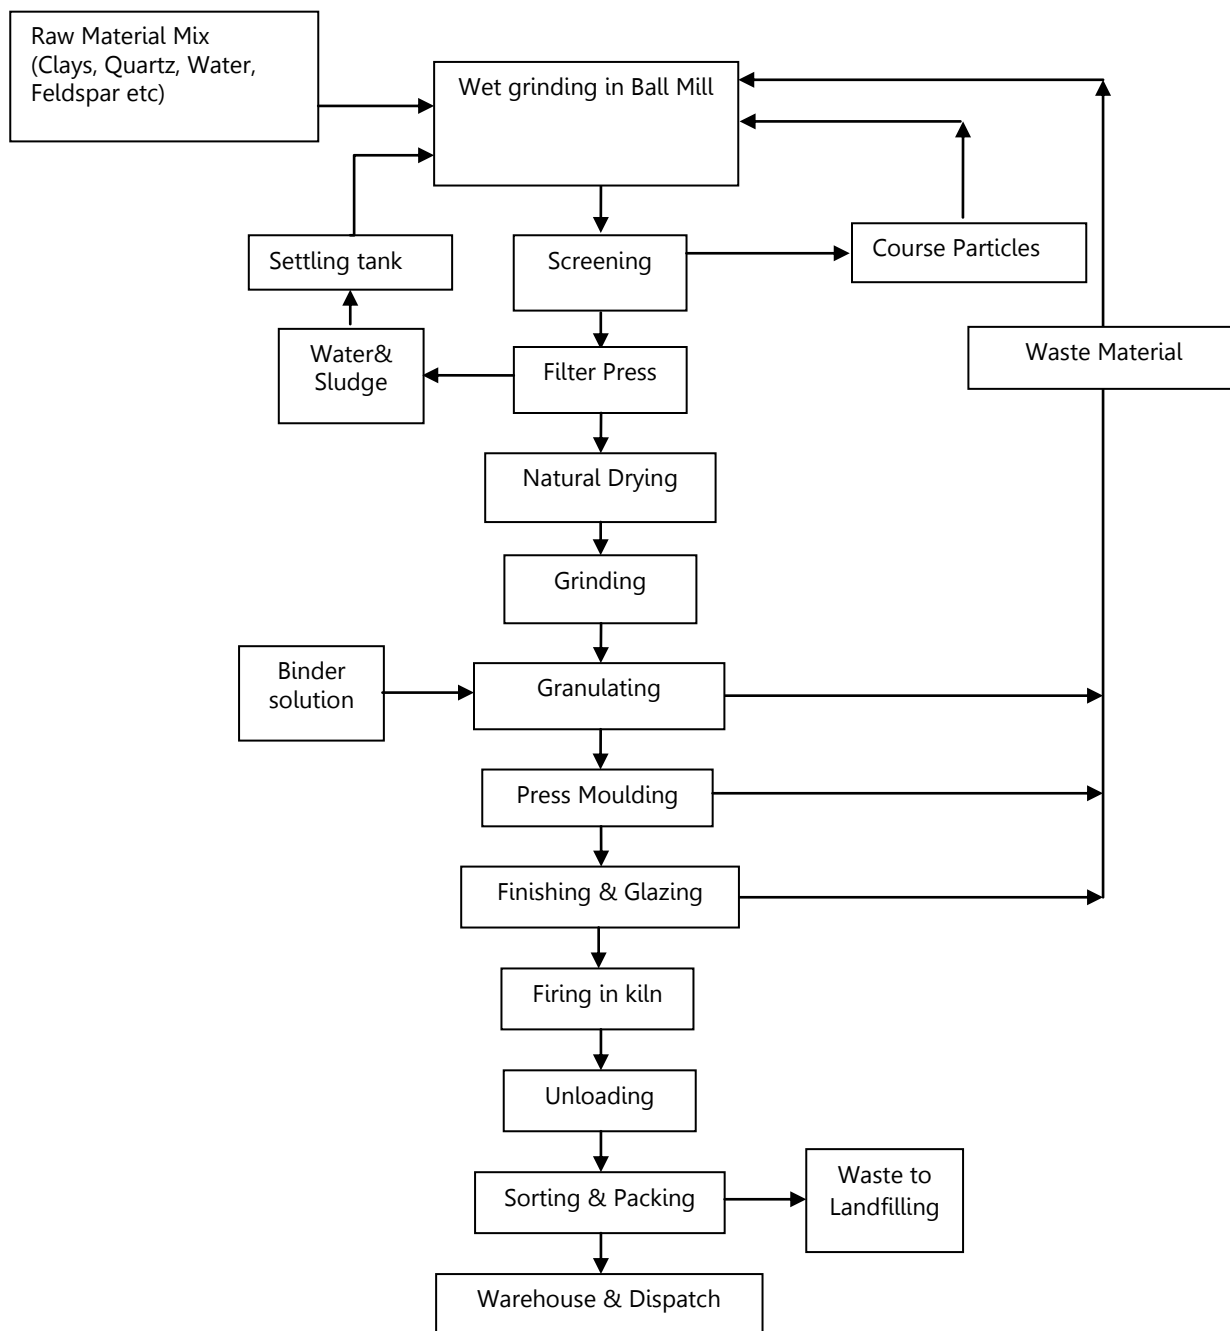 Raw Material Mix
(Clays, Quartz, Water,
Feldspar etc)
Wet grinding in Ball Mill
Settling tank
Screening
Course Particles
Water&
Sludge
Filter Press
Waste Material
Natural Drying
Grinding
Binder
solution
Granulating
Press Moulding
Finishing & Glazing
Firing in kiln
Unloading
Sorting & Packing
Waste to
Landfilling
Warehouse & Dispatch